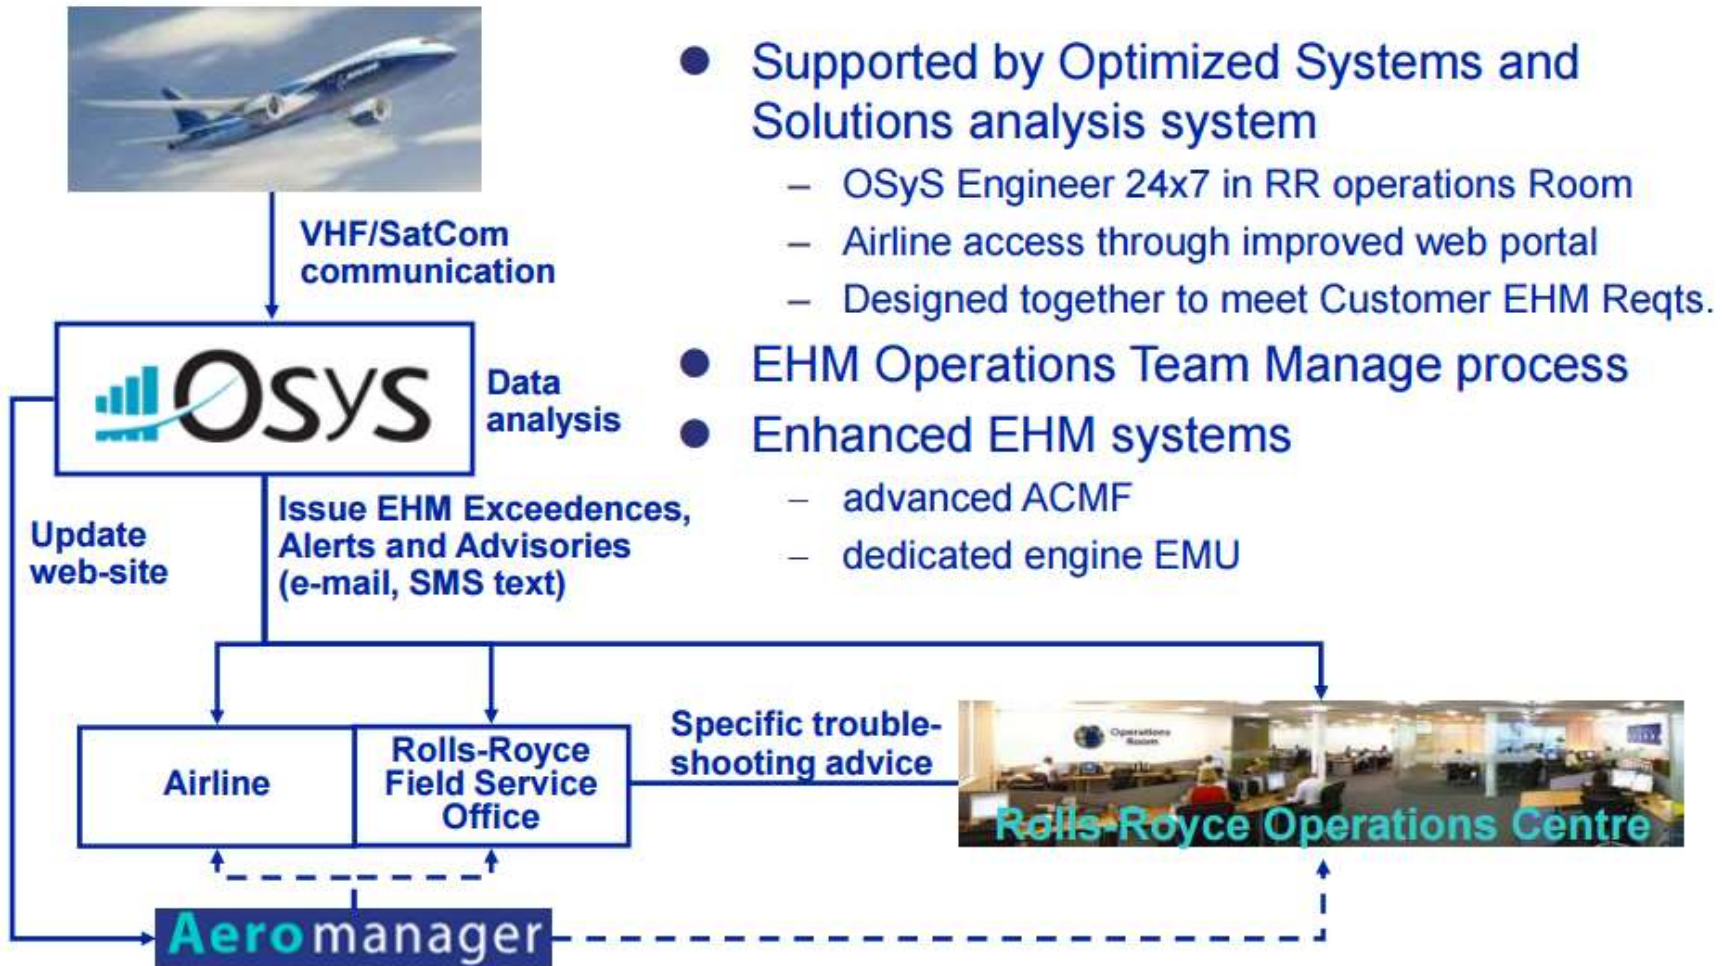 Supported by Optimized Systems and
Solutions analysis system
– OSyS Engineer 24x7 in RR operations Room
– Airline access through improved web portal
– Designed together to meet Customer EHM Reqts.
EHM Operations Team Manage process
Enhanced EHM systems
– advanced ACMF
– dedicated engine EMU
VHF/SatCom
communication
Osys
Data
analysis
Update
web-site
Issue EHM Exceedences,
Alerts and Advisories
(e-mail, SMS text)
Airline
Rolls-Royce
Field Service
Office
Specific trouble-
shooting advice
Operations
Room
Rolls-Royce Operations Centre
Aeromanager